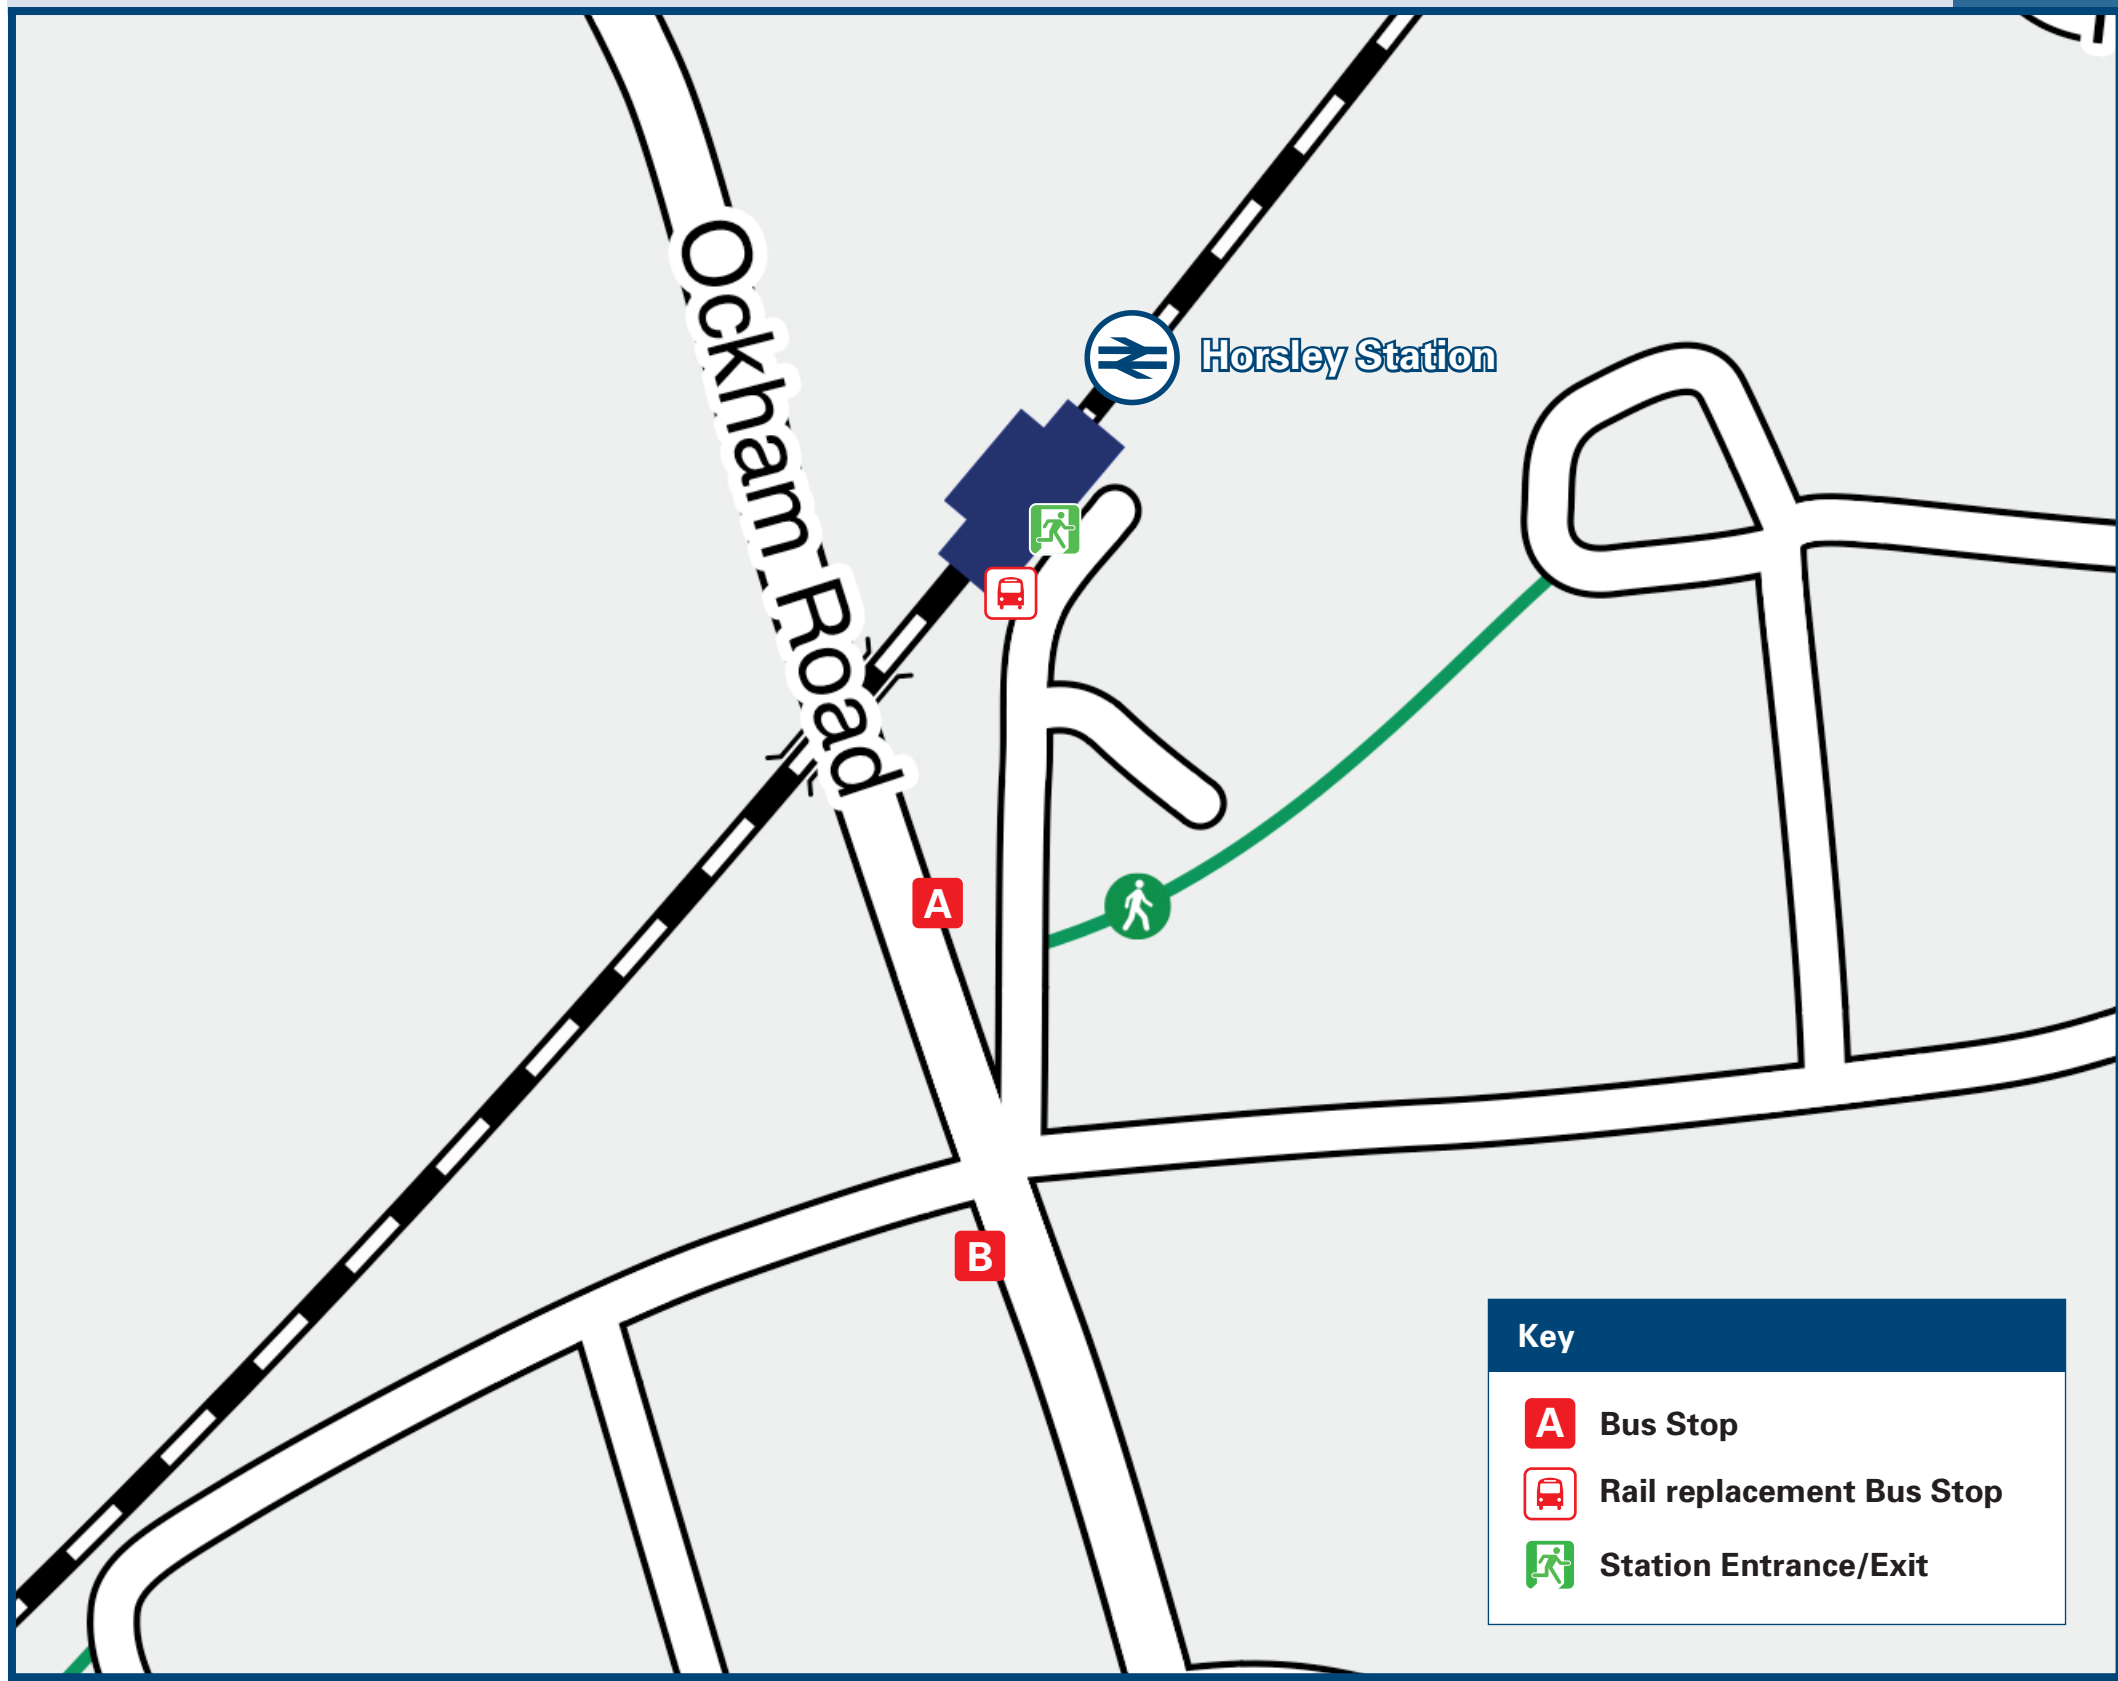 Ockham Road
Horsley Station
A
B
Key
A Bus Stop
Rail replacement Bus Stop
Station Entrance/Exit